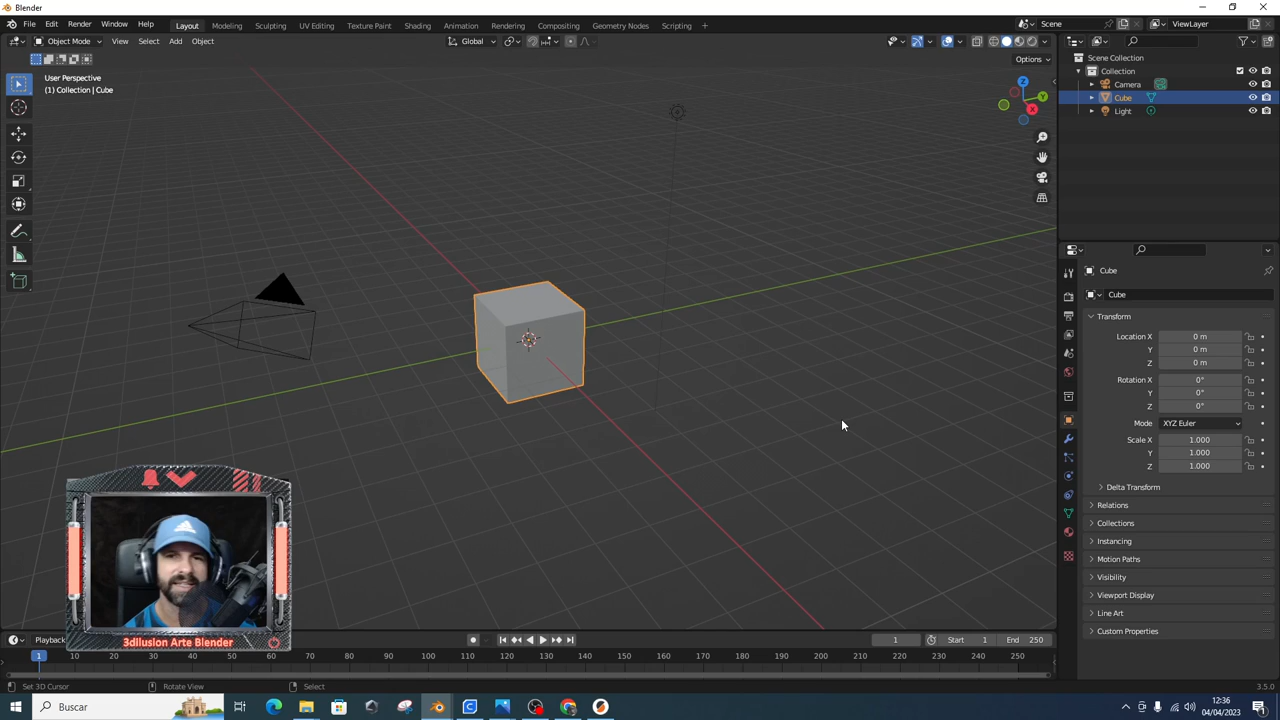 Blender
File Edit Render Window Help Layout Modeling Sculpting UV Editing Texture Paint Shading Animation Rendering Compositing Geometry Nodes Scripting + Scene ViewLayer
Object Mode View Select Add Object Global
Options
User Perspective
(1) Collection | Cube
Z
Y
X
Scene Collection
Collection
Camera
Cube
Light
Cube
Cube
Transform
Location X 0 m
Y 0 m
Z 0 m
Rotation X 0°
Y 0°
Z 0°
Mode XYZ Euler
Scale X 1.000
Y 1.000
Z 1.000
Delta Transform
Relations
Collections
Instancing
Motion Paths
Visibility
Viewport Display
Line Art
Custom Properties
3dilusion Arte Blender
Playback 1 Start 1 End 250
1 10 20 30 40 50 60 70 80 90 100 110 120 130 140 150 160 170 180 190 200 210 220 230 240 250
Set 3D Cursor Rotate View Select 3.5.0
Buscar
12:36
04/04/2023